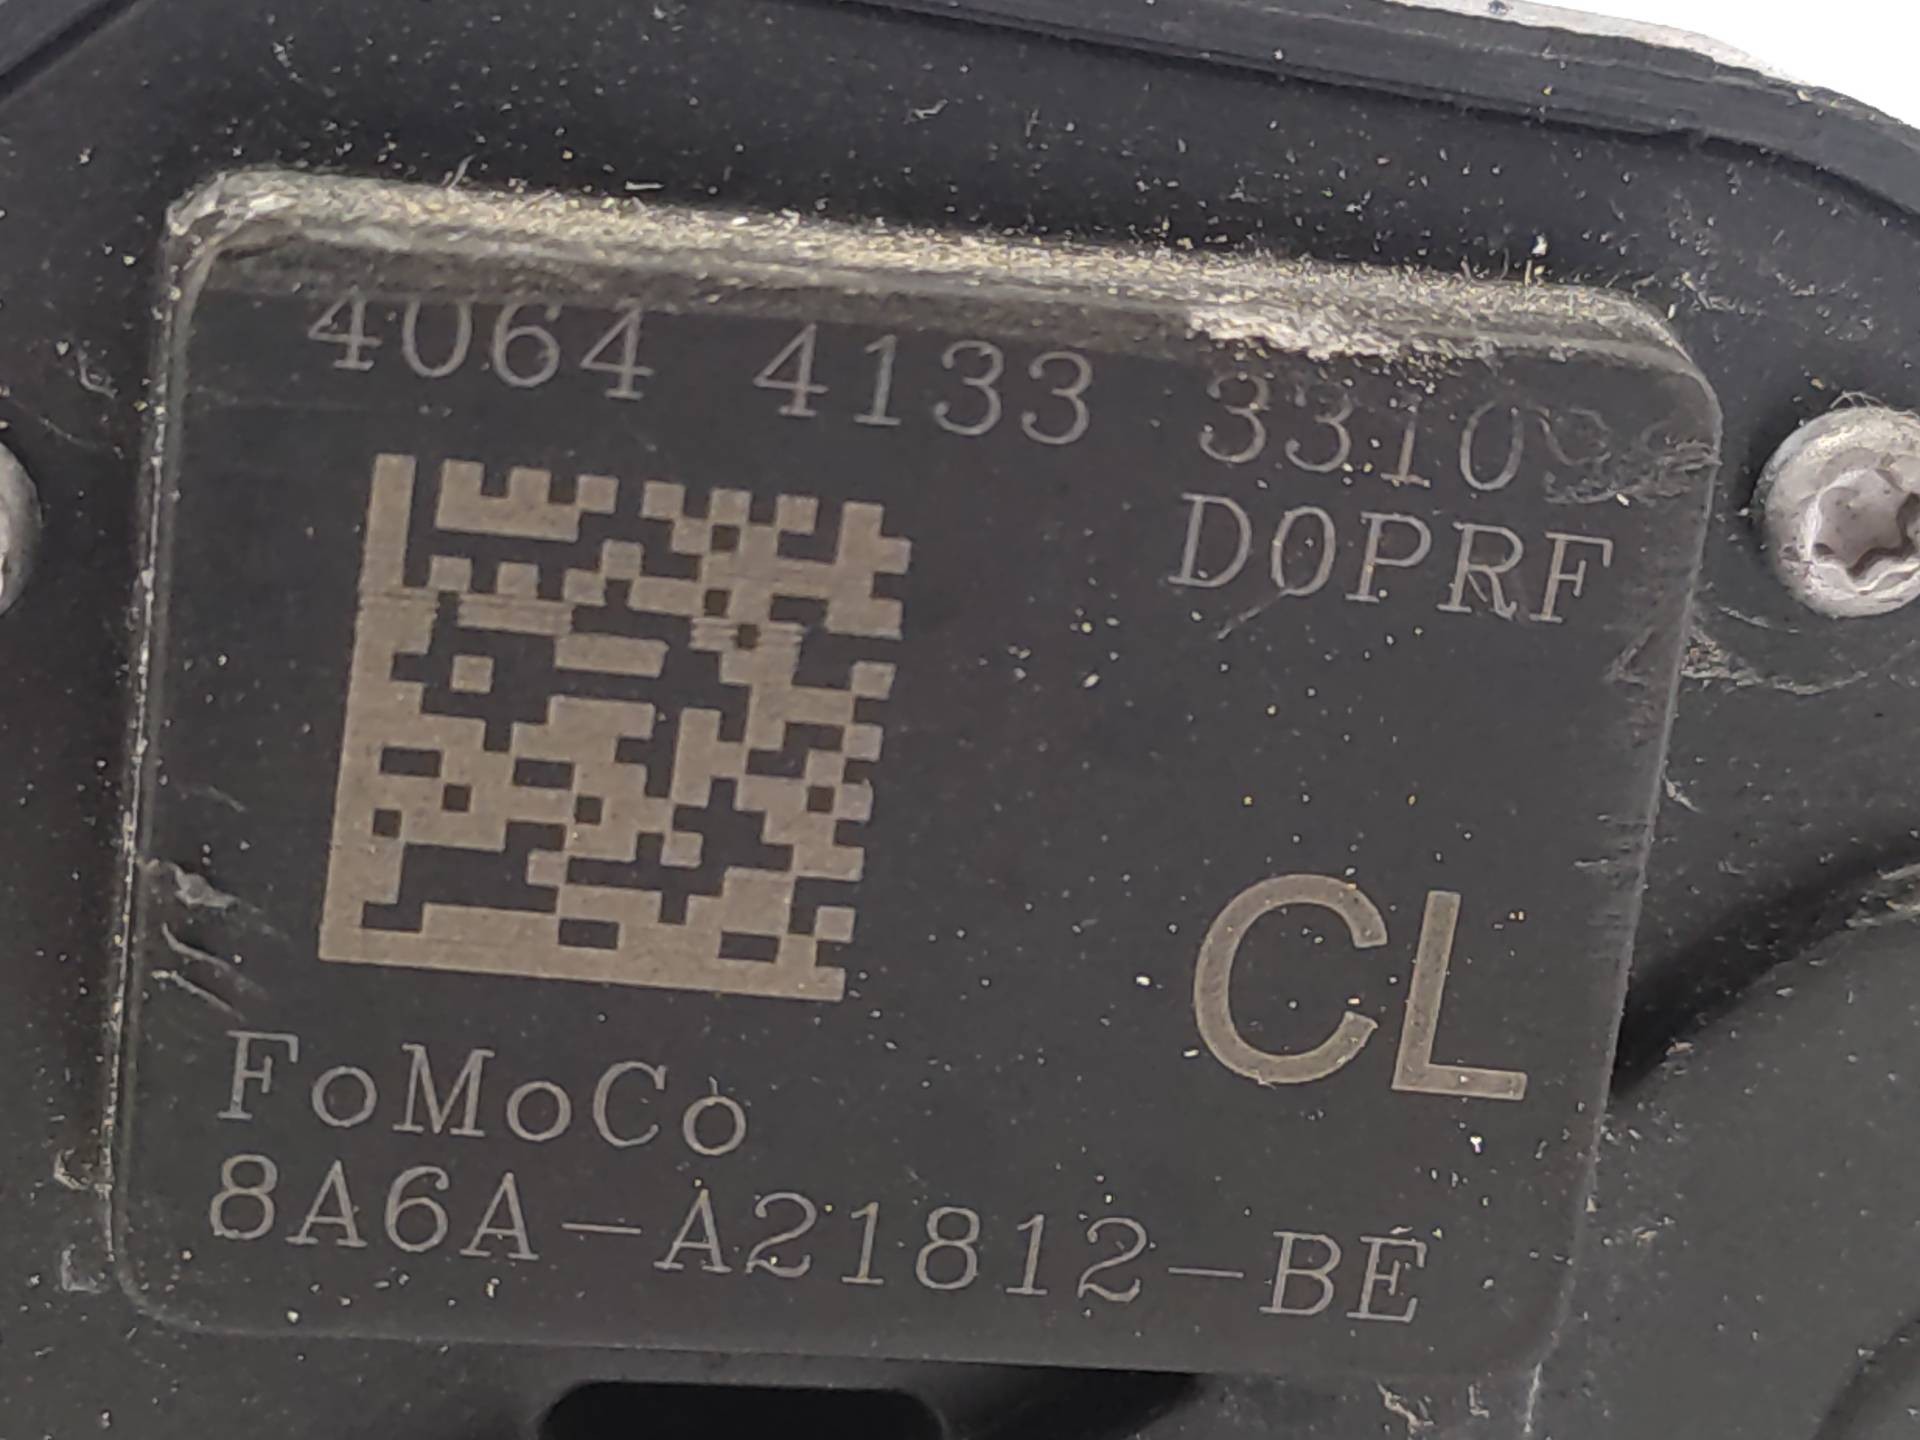 4064 4133 3310
D0PRF
CL
FoMoCo
8A6A-A21812-BE